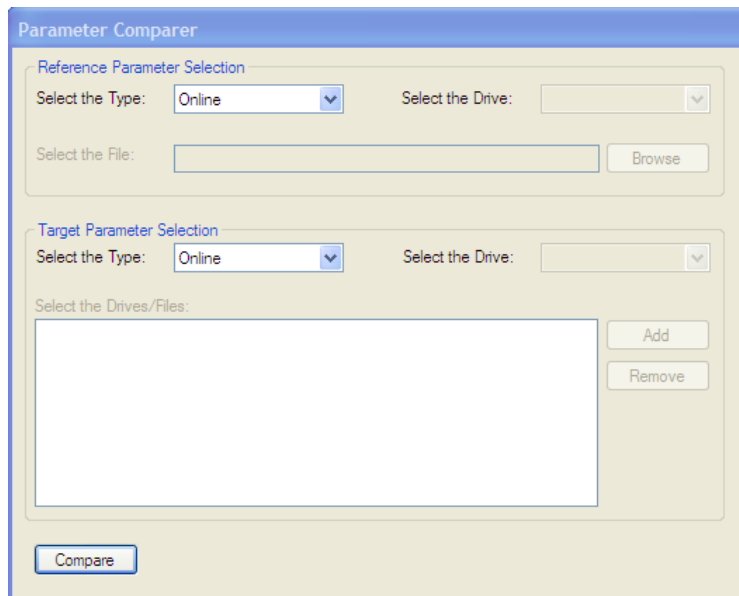 Parameter Comparer
Reference Parameter Selection
Select the Type: Online Select the Drive:
Select the File: Browse
Target Parameter Selection
Select the Type: Online Select the Drive:
Select the Drives/Files:
Add
Remove
Compare